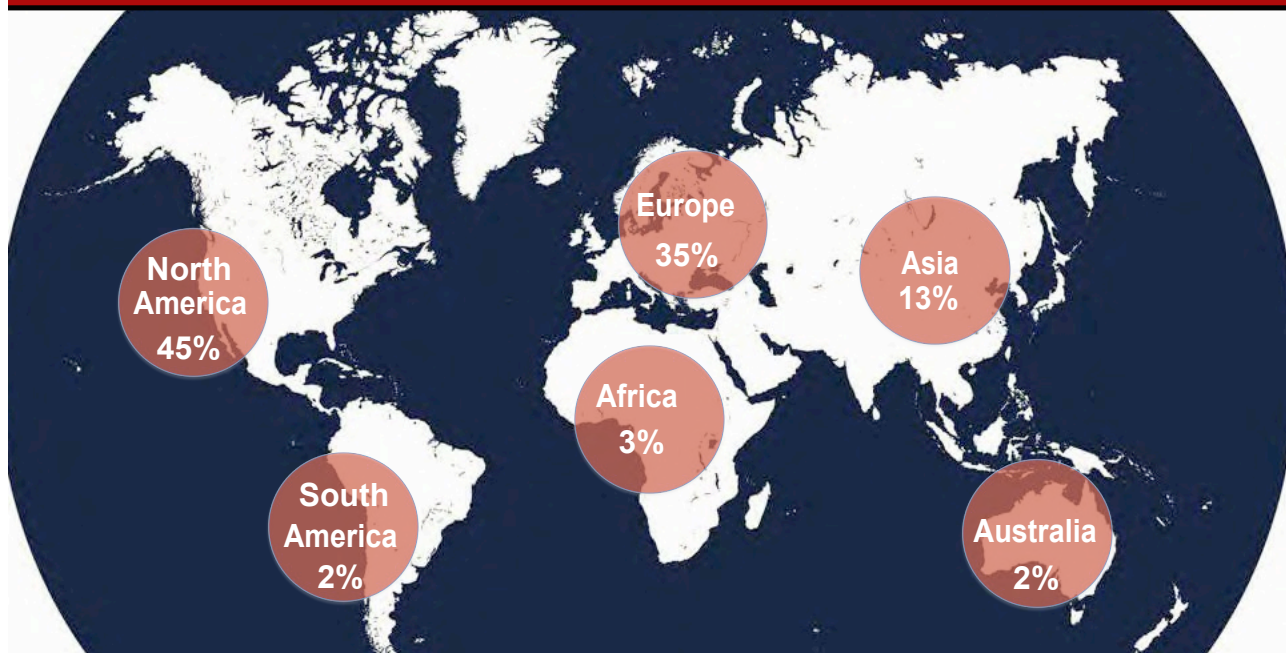 North
America
45%
Europe
35%
Asia
13%
Africa
3%
South
America
2%
Australia
2%